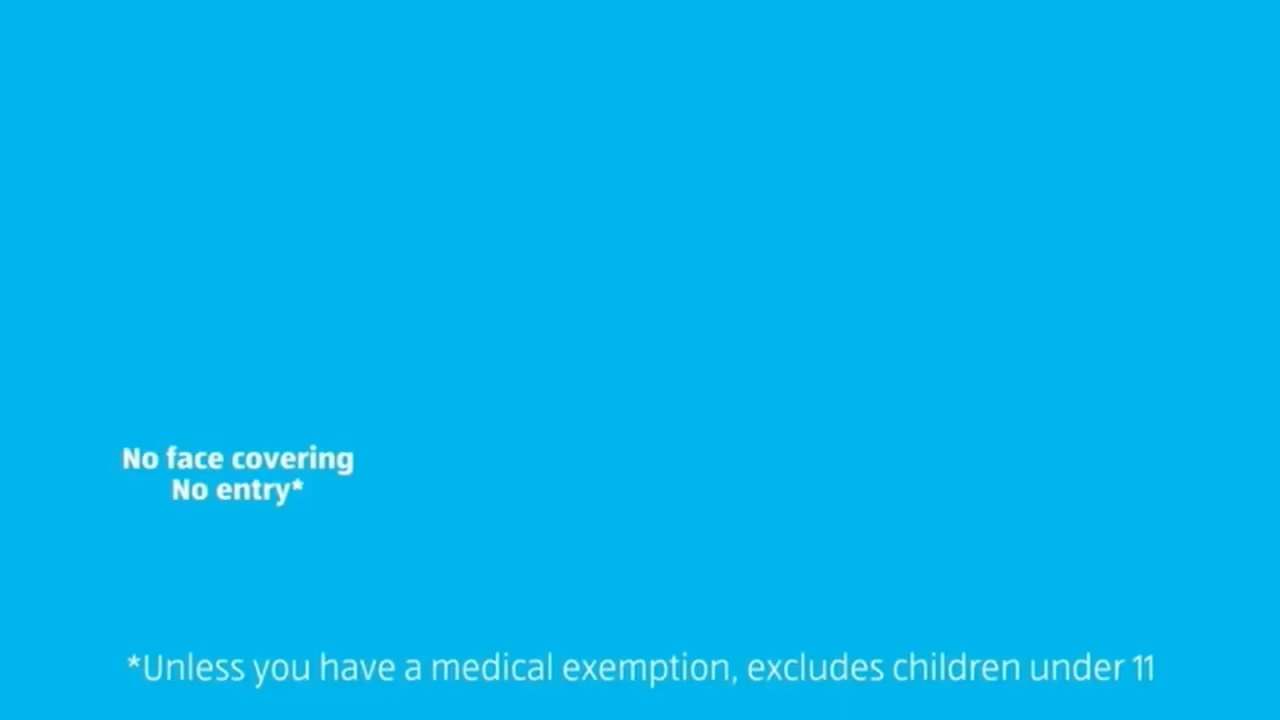 No face covering
No entry*
*Unless you have a medical exemption, excludes children under 11